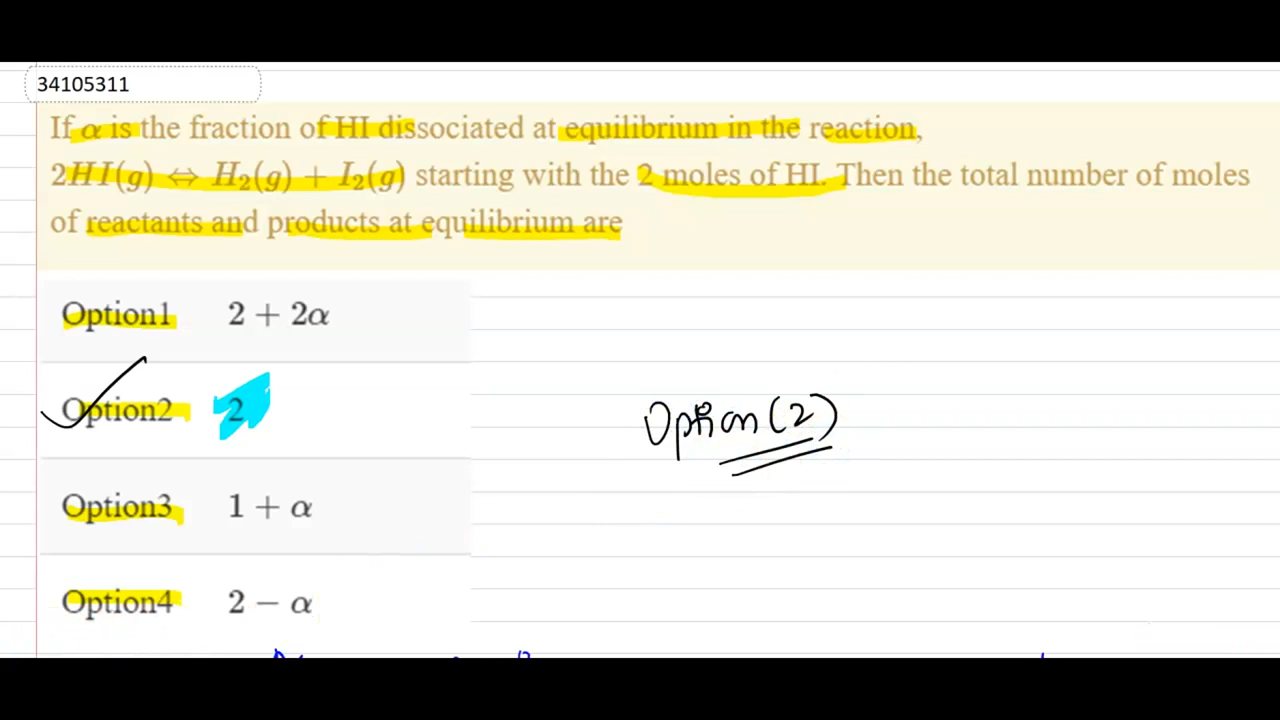 34105311
If α is the fraction of HI dissociated at equilibrium in the reaction,
2HI(g) ⇔ H₂(g) + I₂(g) starting with the 2 moles of HI. Then the total number of moles
of reactants and products at equilibrium are
Option1 2 + 2α
Option2 2
Option(2)
Option3 1 + α
Option4 2 − α